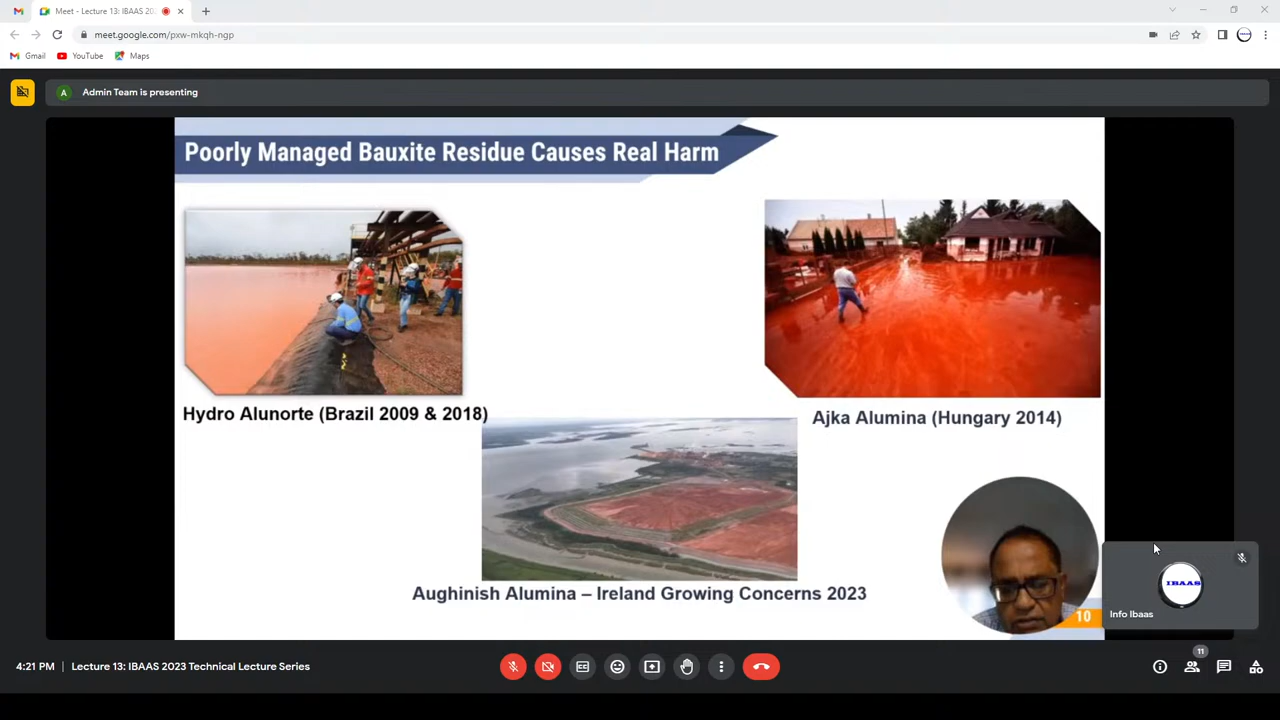 Meet - Lecture 13: IBAAS 20
meet.google.com/pxw-mkqh-ngp
Gmail
YouTube
Maps
A
Admin Team is presenting
Poorly Managed Bauxite Residue Causes Real Harm
Hydro Alunorte (Brazil 2009 & 2018)
Ajka Alumina (Hungary 2014)
Aughinish Alumina – Ireland Growing Concerns 2023
10
IBAAS
Info Ibaas
4:21 PM | Lecture 13: IBAAS 2023 Technical Lecture Series
11